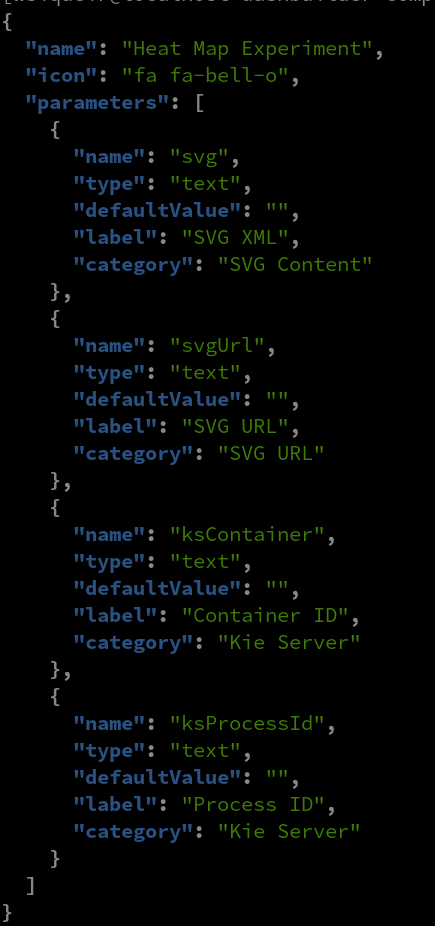 {
  "name": "Heat Map Experiment",
  "icon": "fa fa-bell-o",
  "parameters": [
    {
      "name": "svg",
      "type": "text",
      "defaultValue": "",
      "label": "SVG XML",
      "category": "SVG Content"
    },
    {
      "name": "svgUrl",
      "type": "text",
      "defaultValue": "",
      "label": "SVG URL",
      "category": "SVG URL"
    },
    {
      "name": "ksContainer",
      "type": "text",
      "defaultValue": "",
      "label": "Container ID",
      "category": "Kie Server"
    },
    {
      "name": "ksProcessId",
      "type": "text",
      "defaultValue": "",
      "label": "Process ID",
      "category": "Kie Server"
    }
  ]
}